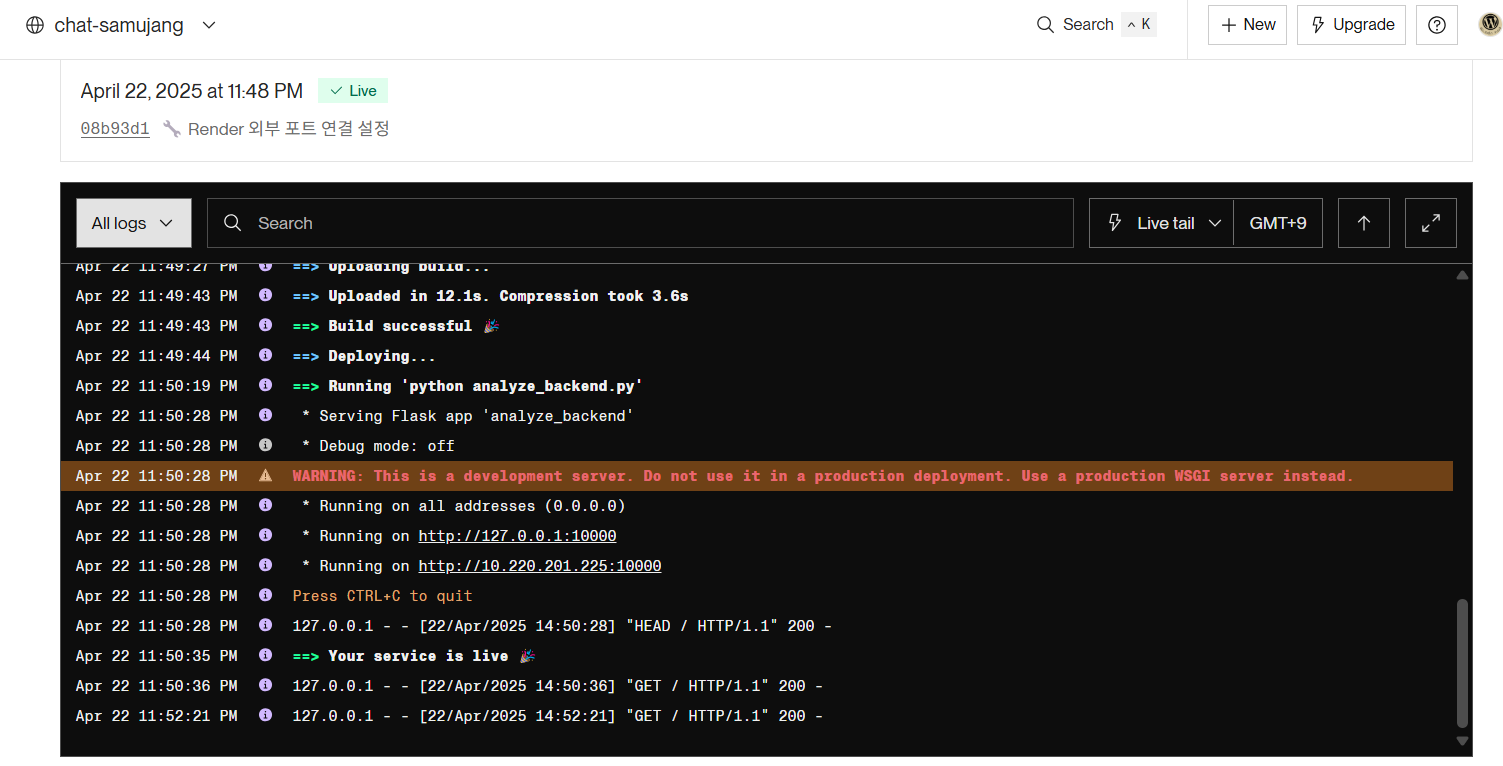 chat-samujang Search ^ K + New Upgrade
April 22, 2025 at 11:48 PM ✓ Live
08b93d1 🔧 Render 외부 포트 연결 설정
All logs Search Live tail GMT+9
Apr 22 11:49:27 PM ==> Uploading build...
Apr 22 11:49:43 PM ==> Uploaded in 12.1s. Compression took 3.6s
Apr 22 11:49:43 PM ==> Build successful 🎉
Apr 22 11:49:44 PM ==> Deploying...
Apr 22 11:50:19 PM ==> Running 'python analyze_backend.py'
Apr 22 11:50:28 PM * Serving Flask app 'analyze_backend'
Apr 22 11:50:28 PM * Debug mode: off
Apr 22 11:50:28 PM WARNING: This is a development server. Do not use it in a production deployment. Use a production WSGI server instead.
Apr 22 11:50:28 PM * Running on all addresses (0.0.0.0)
Apr 22 11:50:28 PM * Running on http://127.0.0.1:10000
Apr 22 11:50:28 PM * Running on http://10.220.201.225:10000
Apr 22 11:50:28 PM Press CTRL+C to quit
Apr 22 11:50:28 PM 127.0.0.1 - - [22/Apr/2025 14:50:28] "HEAD / HTTP/1.1" 200 -
Apr 22 11:50:35 PM ==> Your service is live 🎉
Apr 22 11:50:36 PM 127.0.0.1 - - [22/Apr/2025 14:50:36] "GET / HTTP/1.1" 200 -
Apr 22 11:52:21 PM 127.0.0.1 - - [22/Apr/2025 14:52:21] "GET / HTTP/1.1" 200 -